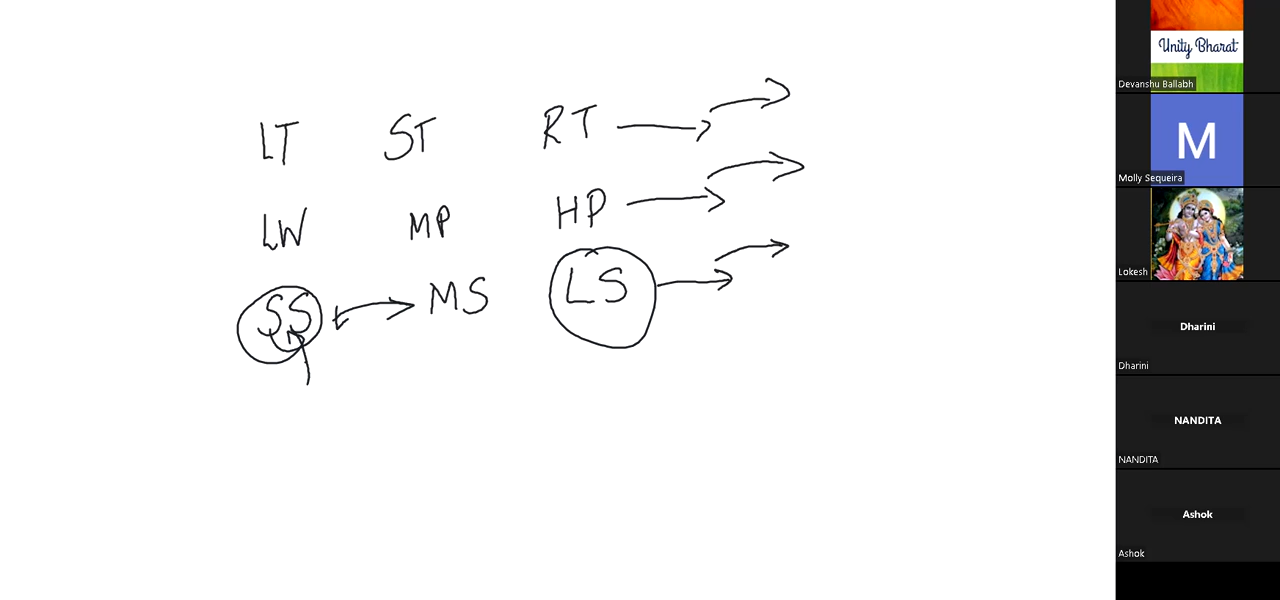 LT ST RT
LW MP HP
SS MS LS
Unity Bharat
Devanshu Ballabh
M
Molly Sequeira
Lokesh
Dharini
Dharini
NANDITA
NANDITA
Ashok
Ashok